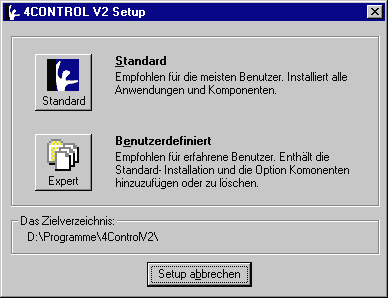 4CONTROL V2 Setup
Standard
Standard
Empfohlen für die meisten Benutzer. Installiert alle
Anwendungen und Komponenten.
Expert
Benutzerdefiniert
Empfohlen für erfahrene Benutzer. Enthält die
Standard- Installation und die Option Komonenten
hinzuzufügen oder zu löschen.
Das Zielverzeichnis:
D:\Programme\4ControlV2\
Setup abbrechen